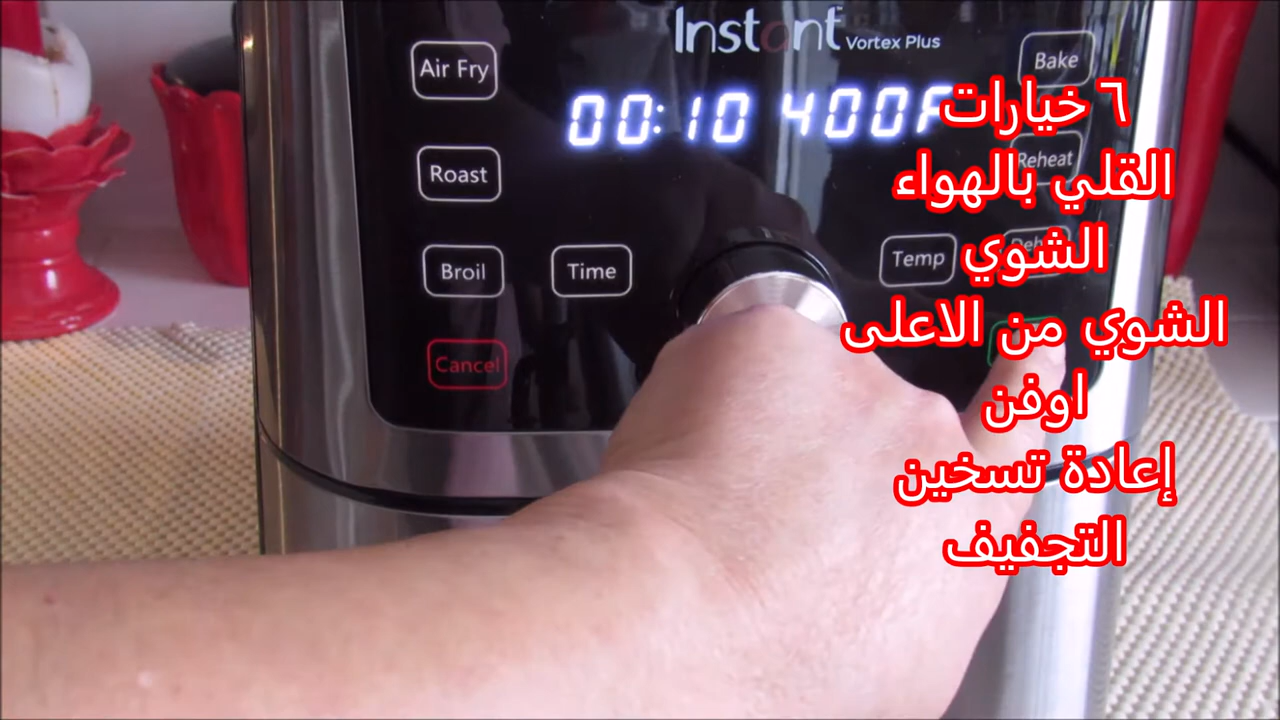 Instant Vortex Plus
Air Fry
Bake
00:10 400F
Roast
Reheat
Broil
Time
Temp
Cancel
٦ خيارات
القلي بالهواء
الشوي
الشوي من الاعلى
اوفن
إعادة تسخين
التجفيف